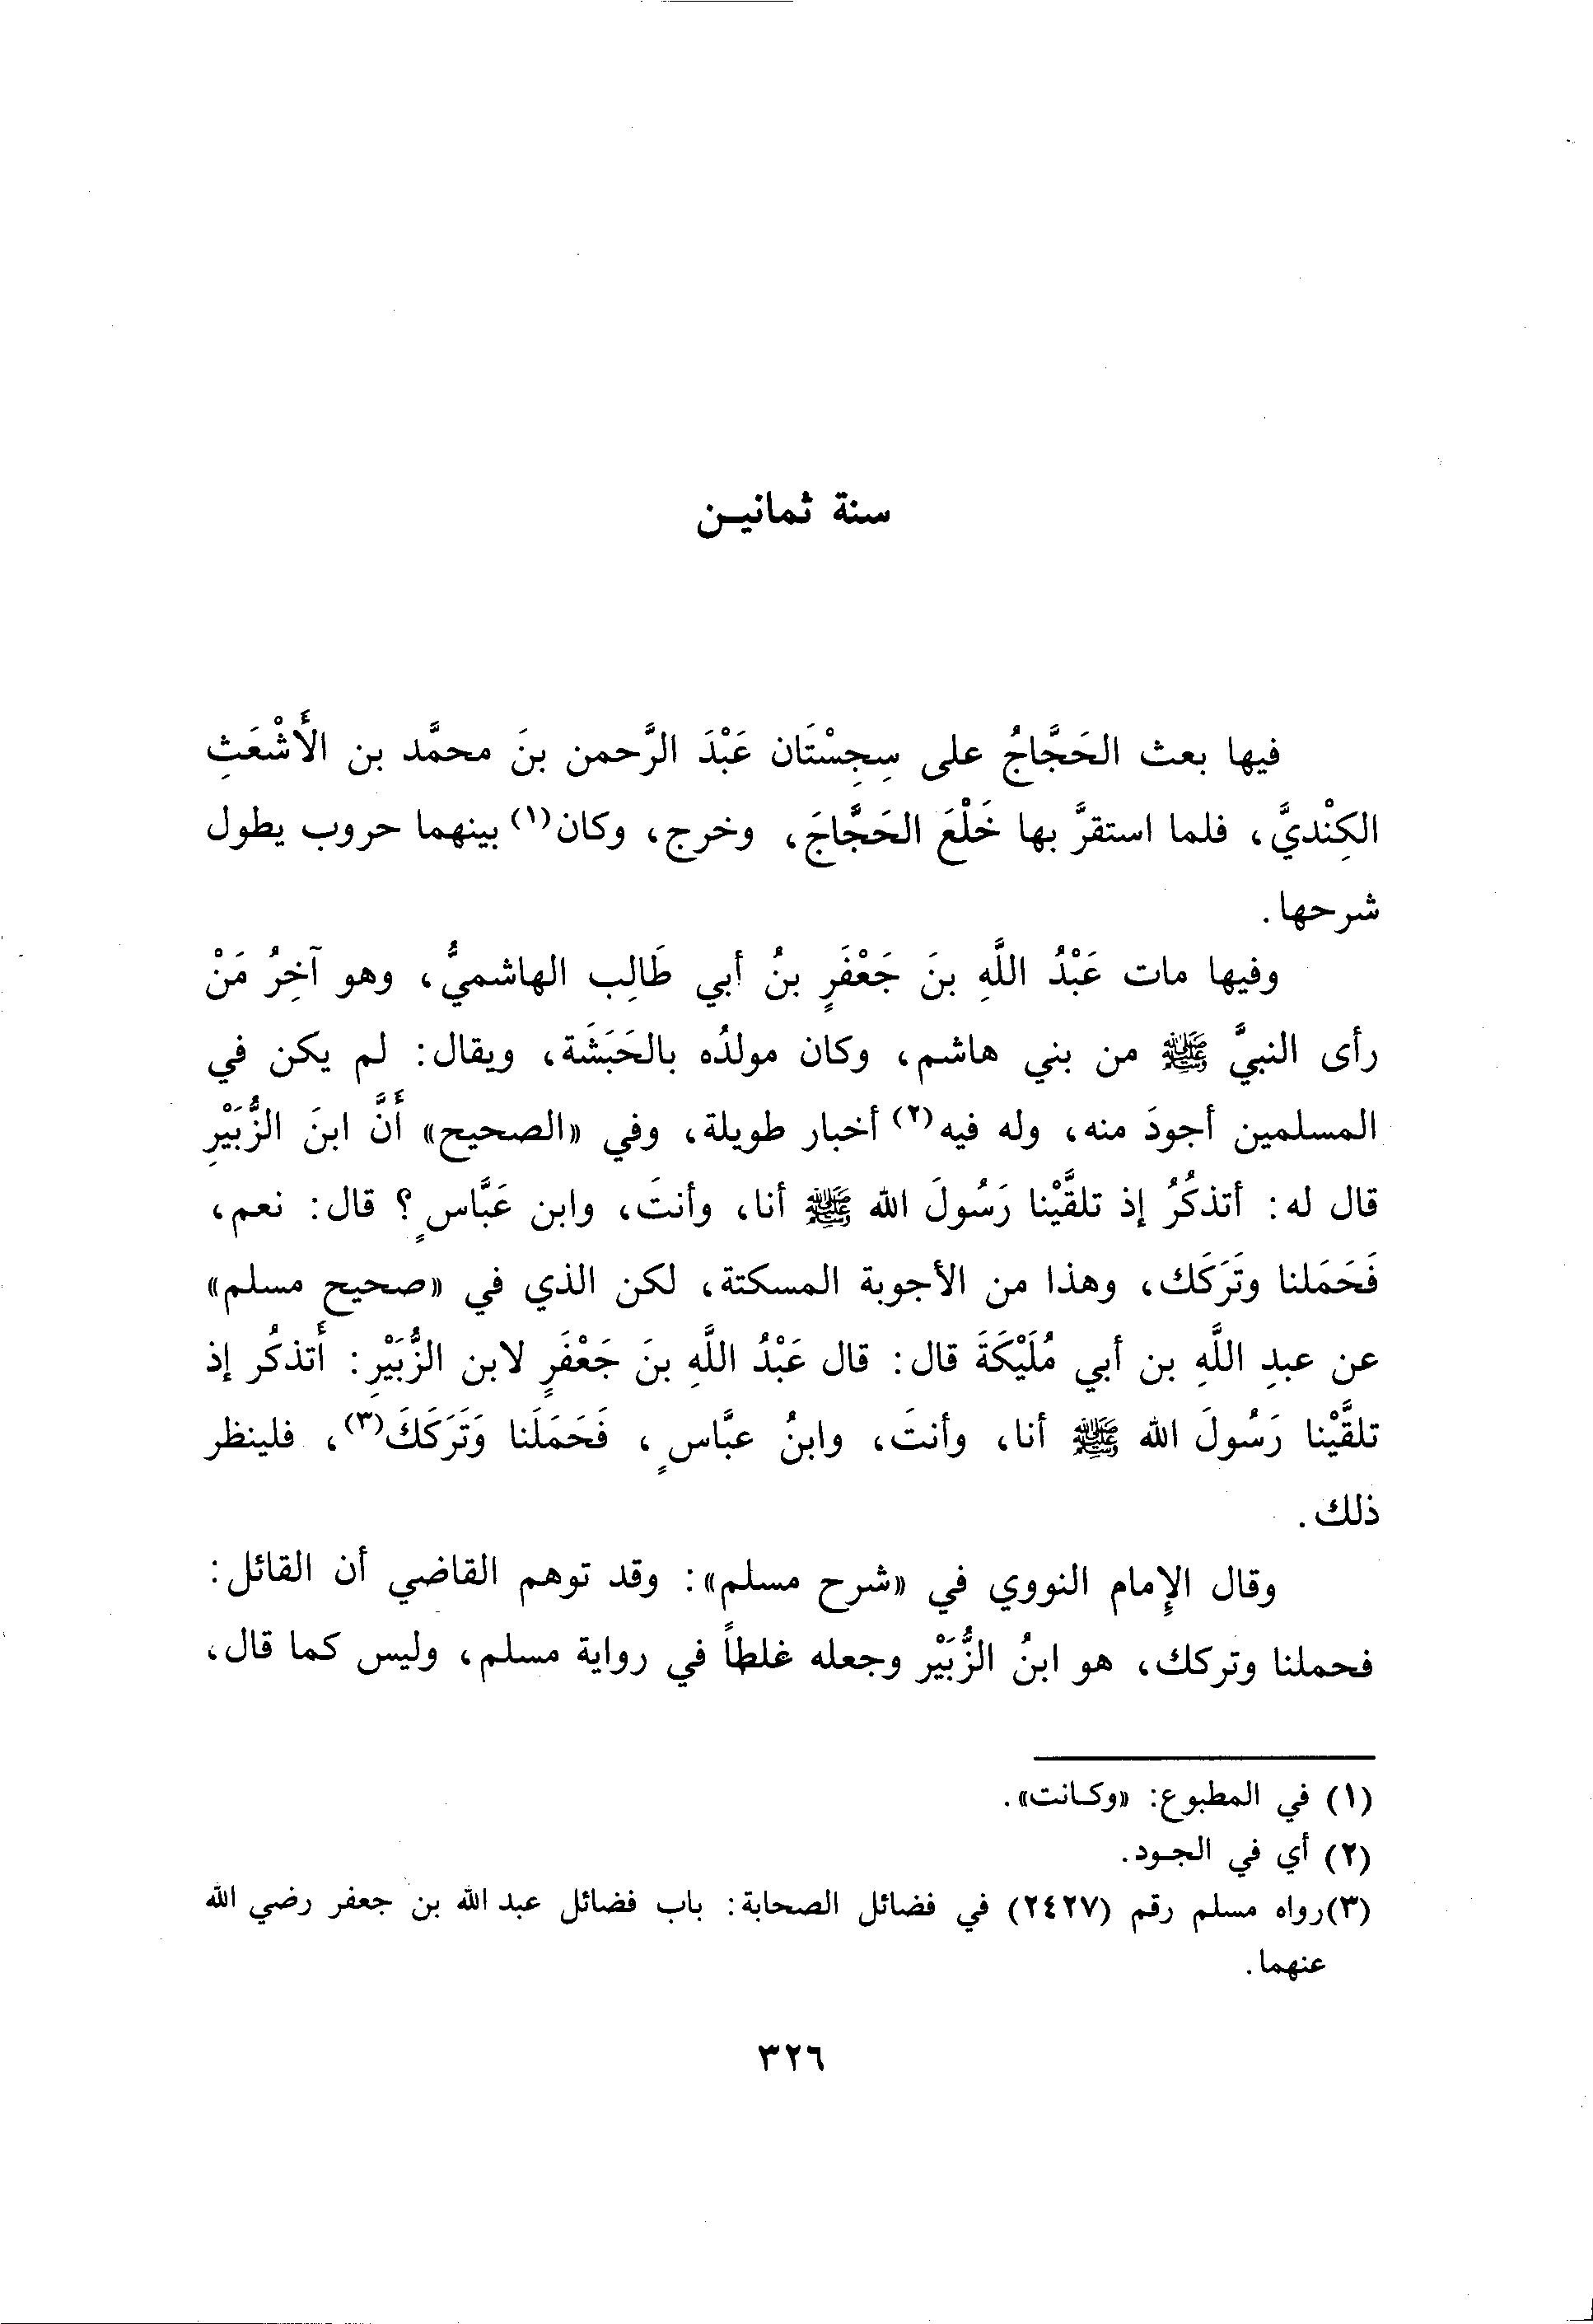 سنة ثمانيـن
فيها بعث الحَجَّاجُ على سِجِسْتَان عَبْدَ الرَّحمن بنَ محمَّد بن الأَشْعَثِ
الكِنْديَّ، فلما استقرَّ بها خَلْعَ الحَجَّاجَ، وخرج، وكان(١) بينهما حروب يطول
شرحها.
وفيها مات عَبْدُ اللَّهِ بنَ جَعْفَرٍ بنُ أبي طَالِب الهاشميُّ، وهو آخِرُ مَنْ
رأى النبيَّ ﷺ من بني هاشم، وكان مولدُه بالحَبَشَة، ويقال: لم يكن في
المسلمين أجودَ منه، وله فيه(٢) أخبار طويلة، وفي «الصحيح» أَنَّ ابنَ الزُّبَيْرِ
قال له: أتذكُرُ إذ تلقَّيْنا رَسُولَ الله ﷺ أنا، وأنتَ، وابن عَبَّاسٍ؟ قال: نعم،
فَحَمَلنا وتَرَكَك، وهذا من الأجوبة المسكتة، لكن الذي في «صحيح مسلم»
عن عبدِ اللَّهِ بن أبي مُلَيْكَةَ قال: قال عَبْدُ اللَّهِ بنَ جَعْفَرٍ لابن الزُّبَيْرِ: أَتذكُر إذ
تلقَّيْنا رَسُولَ الله ﷺ أنا، وأنتَ، وابنُ عبَّاسٍ، فَحَمَلَنا وَتَرَكَكَ(٣)، فلينظر
ذلك.
وقال الإمام النووي في «شرح مسلم»: وقد توهم القاضي أن القائل:
فحملنا وتركك، هو ابنُ الزُّبَيْر وجعله غلطاً في رواية مسلم، وليس كما قال،
(١) في المطبوع: «وكـانت».
(٢) أي في الجـود.
(٣)رواه مسلم رقم (٢٤٢٧) في فضائل الصحابة: باب فضائل عبد الله بن جعفر رضي الله
عنهما.
٣٢٦